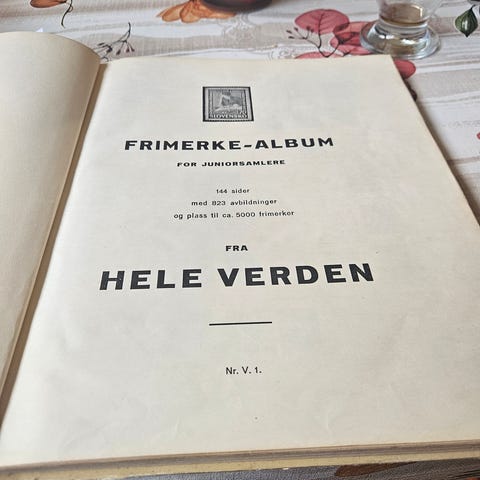 SLOVENSKO
FRIMERKE-ALBUM
FOR JUNIORSAMLERE
144 sider
med 823 avbildninger
og plass til ca. 5000 frimerker
FRA
HELE VERDEN
Nr. V. 1.